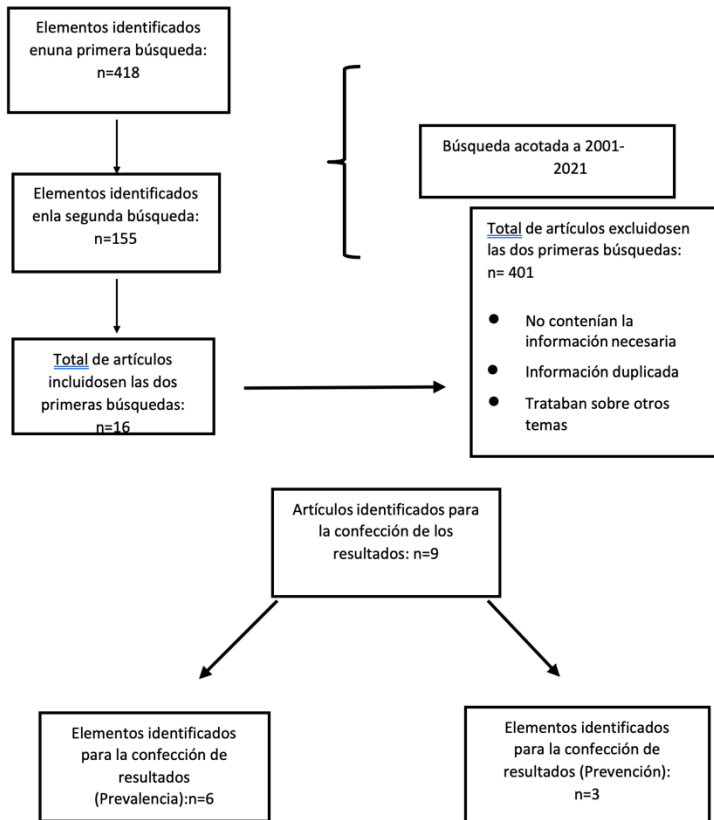 Elementos identificados
enuna primera búsqueda:
n=418
Búsqueda acotada a 2001-
2021
Elementos identificados
enla segunda búsqueda:
n=155
Total de artículos excluidosen
las dos primeras búsquedas:
n= 401
● No contenían la
información necesaria
● Información duplicada
● Trataban sobre otros
temas
Total de artículos
incluidosen las dos
primeras búsquedas:
n=16
Artículos identificados para
la confección de los
resultados: n=9
Elementos identificados
para la confección de
resultados
(Prevalencia):n=6
Elementos identificados
para la confección de
resultados (Prevención):
n=3